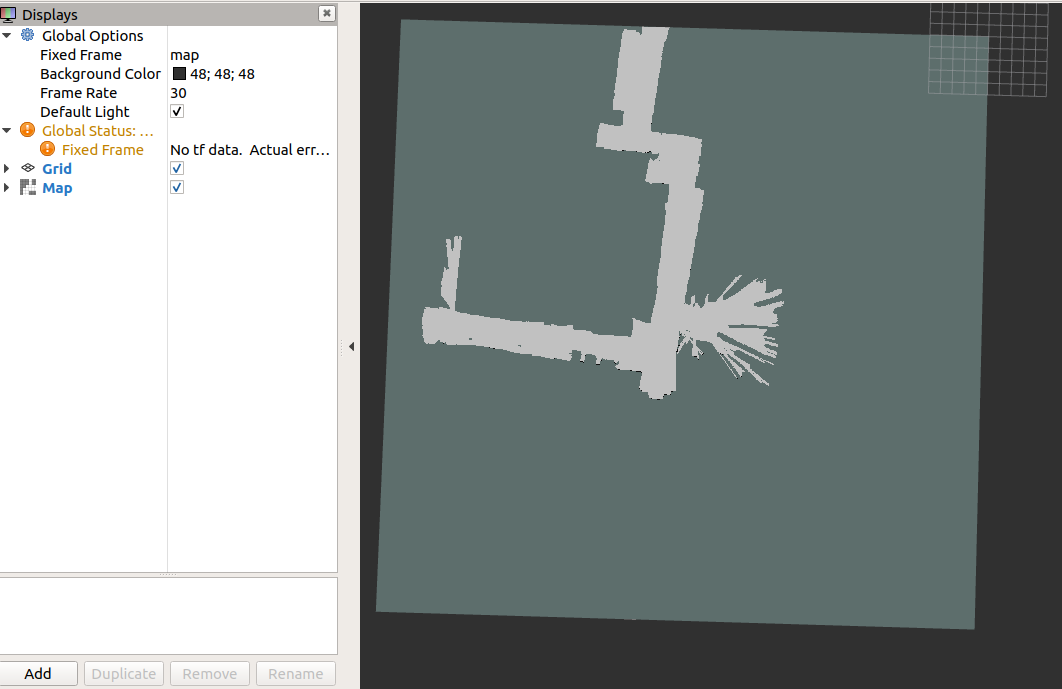 Displays
Global Options
Fixed Frame map
Background Color 48; 48; 48
Frame Rate 30
Default Light
Global Status: ...
Fixed Frame No tf data. Actual err...
Grid
Map
Add Duplicate Remove Rename